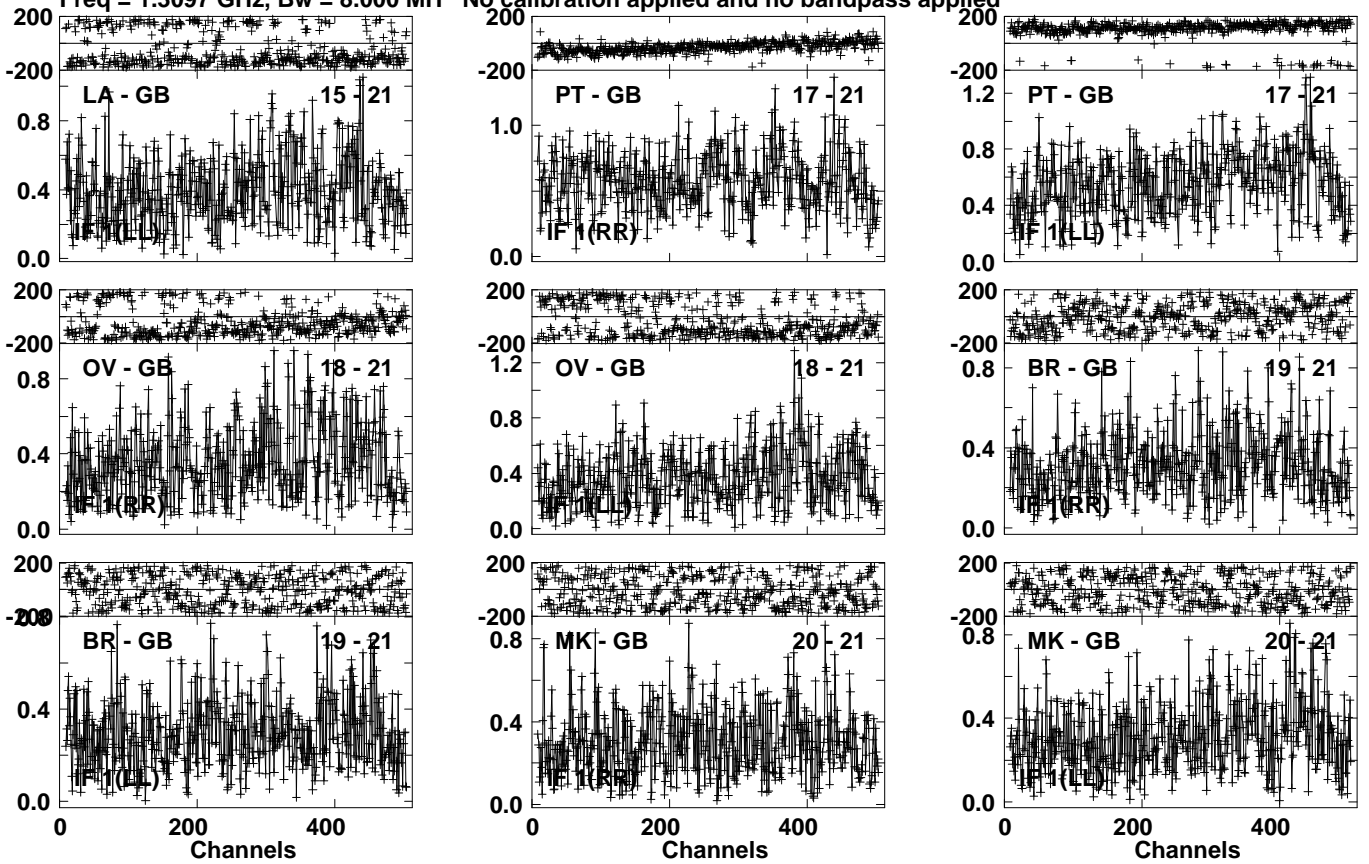 Freq = 1.3097 GHz, Bw = 8.000 MH No calibration applied and no bandpass applied
200 200 200
-200 -200 -200
LA - GB 15 - 21 PT - GB 17 - 21 PT - GB 17 - 21
1.2
0.8 1.0 0.8
0.4 0.5 0.4
IF 1(LL) IF 1(RR) IF 1(LL)
0.0 0.0 0.0
200 200 200
-200 -200 -200
OV - GB 18 - 21 OV - GB 18 - 21 BR - GB 19 - 21
0.8 1.2 0.8
0.8
0.4 0.4 0.4
IF 1(RR) IF 1(LL) IF 1(RR)
0.0 0.0 0.0
200 200 200
-200 -200 -200
0.8
BR - GB 19 - 21 MK - GB 20 - 21 MK - GB 20 - 21
0.8 0.8
0.4 0.4 0.4
IF 1(LL) IF 1(RR) IF 1(LL)
0.0 0.0 0.0
0 200 400 0 200 400 0 200 400
Channels Channels Channels